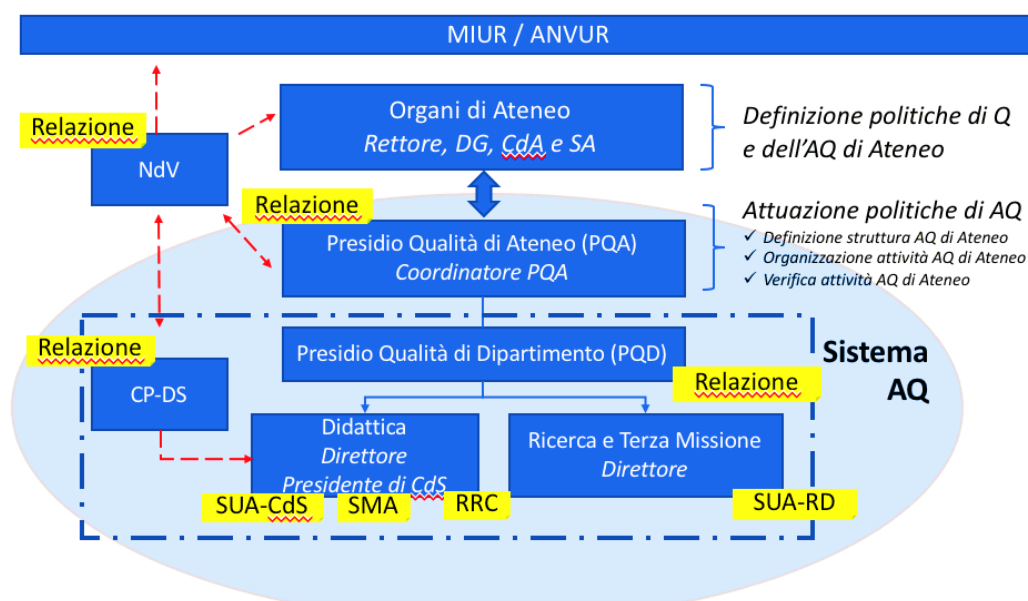 MIUR / ANVUR
Organi di Ateneo
Rettore, DG, CdA e SA
Definizione politiche di Q
e dell'AQ di Ateneo
Relazione
NdV
Relazione
Presidio Qualità di Ateneo (PQA)
Coordinatore PQA
Attuazione politiche di AQ
✓ Definizione struttura AQ di Ateneo
✓ Organizzazione attività AQ di Ateneo
✓ Verifica attività AQ di Ateneo
Relazione
CP-DS
Presidio Qualità di Dipartimento (PQD)
Relazione
Sistema
AQ
Didattica
Direttore
Presidente di CdS
Ricerca e Terza Missione
Direttore
SUA-CdS
SMA
RRC
SUA-RD